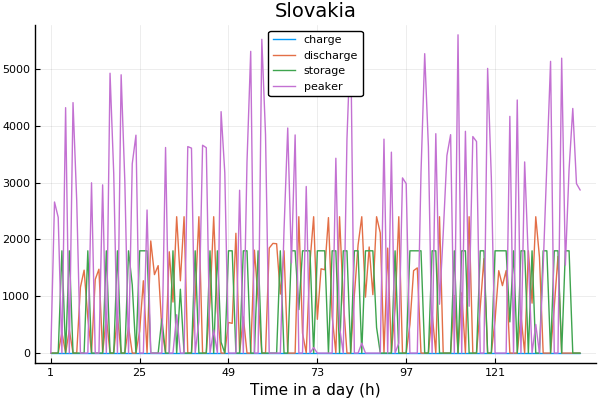 Slovakia
charge
discharge
storage
peaker
5000
4000
3000
2000
1000
0
1 25 49 73 97 121
Time in a day (h)